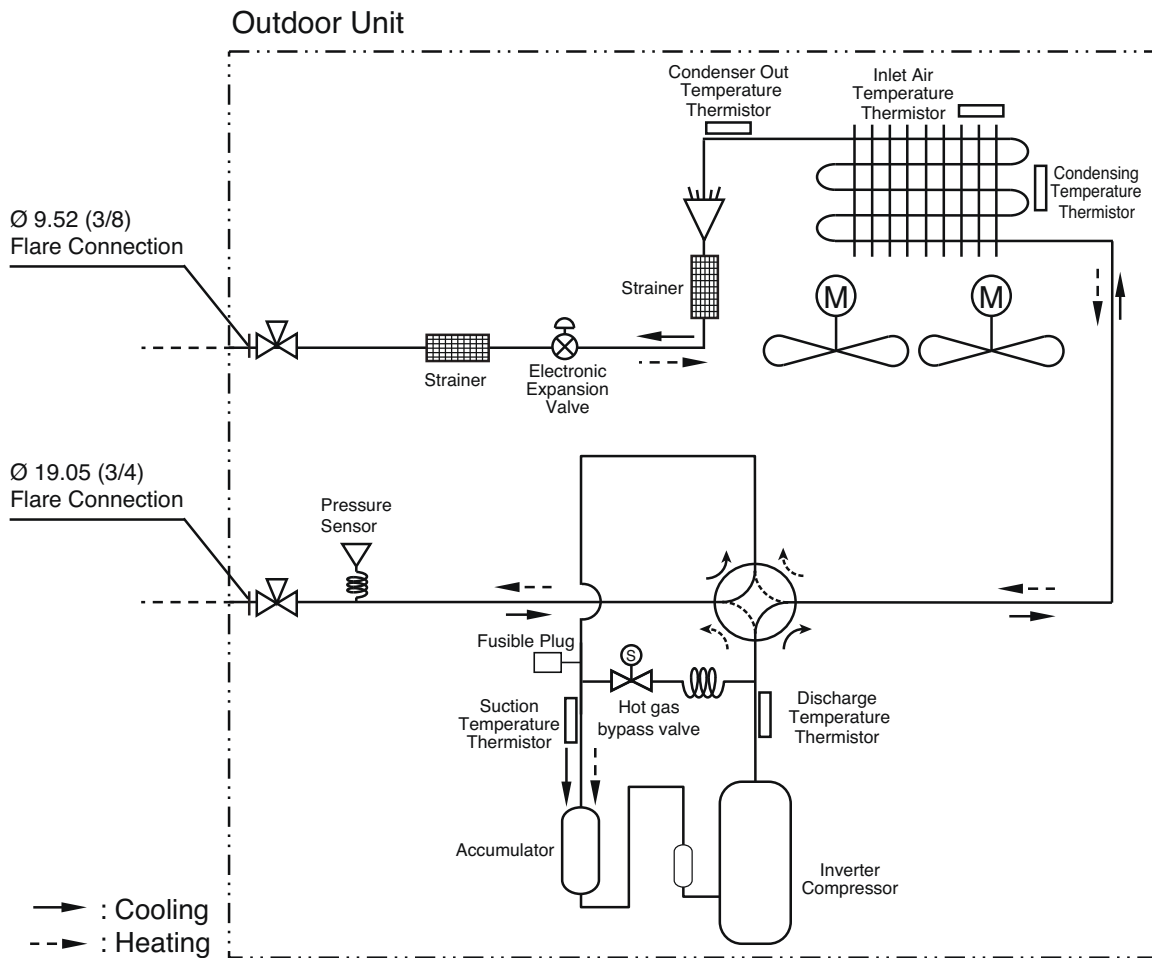 Outdoor Unit
Condenser Out
Temperature
Thermistor
Inlet Air
Temperature
Thermistor
Condensing
Temperature
Thermistor
Ø 9.52 (3/8)
Flare Connection
Strainer
M
M
Strainer
Electronic
Expansion
Valve
Ø 19.05 (3/4)
Flare Connection
Pressure
Sensor
Fusible Plug
S
Hot gas
bypass valve
Suction
Temperature
Thermistor
Discharge
Temperature
Thermistor
Accumulator
Inverter
Compressor
: Cooling
: Heating